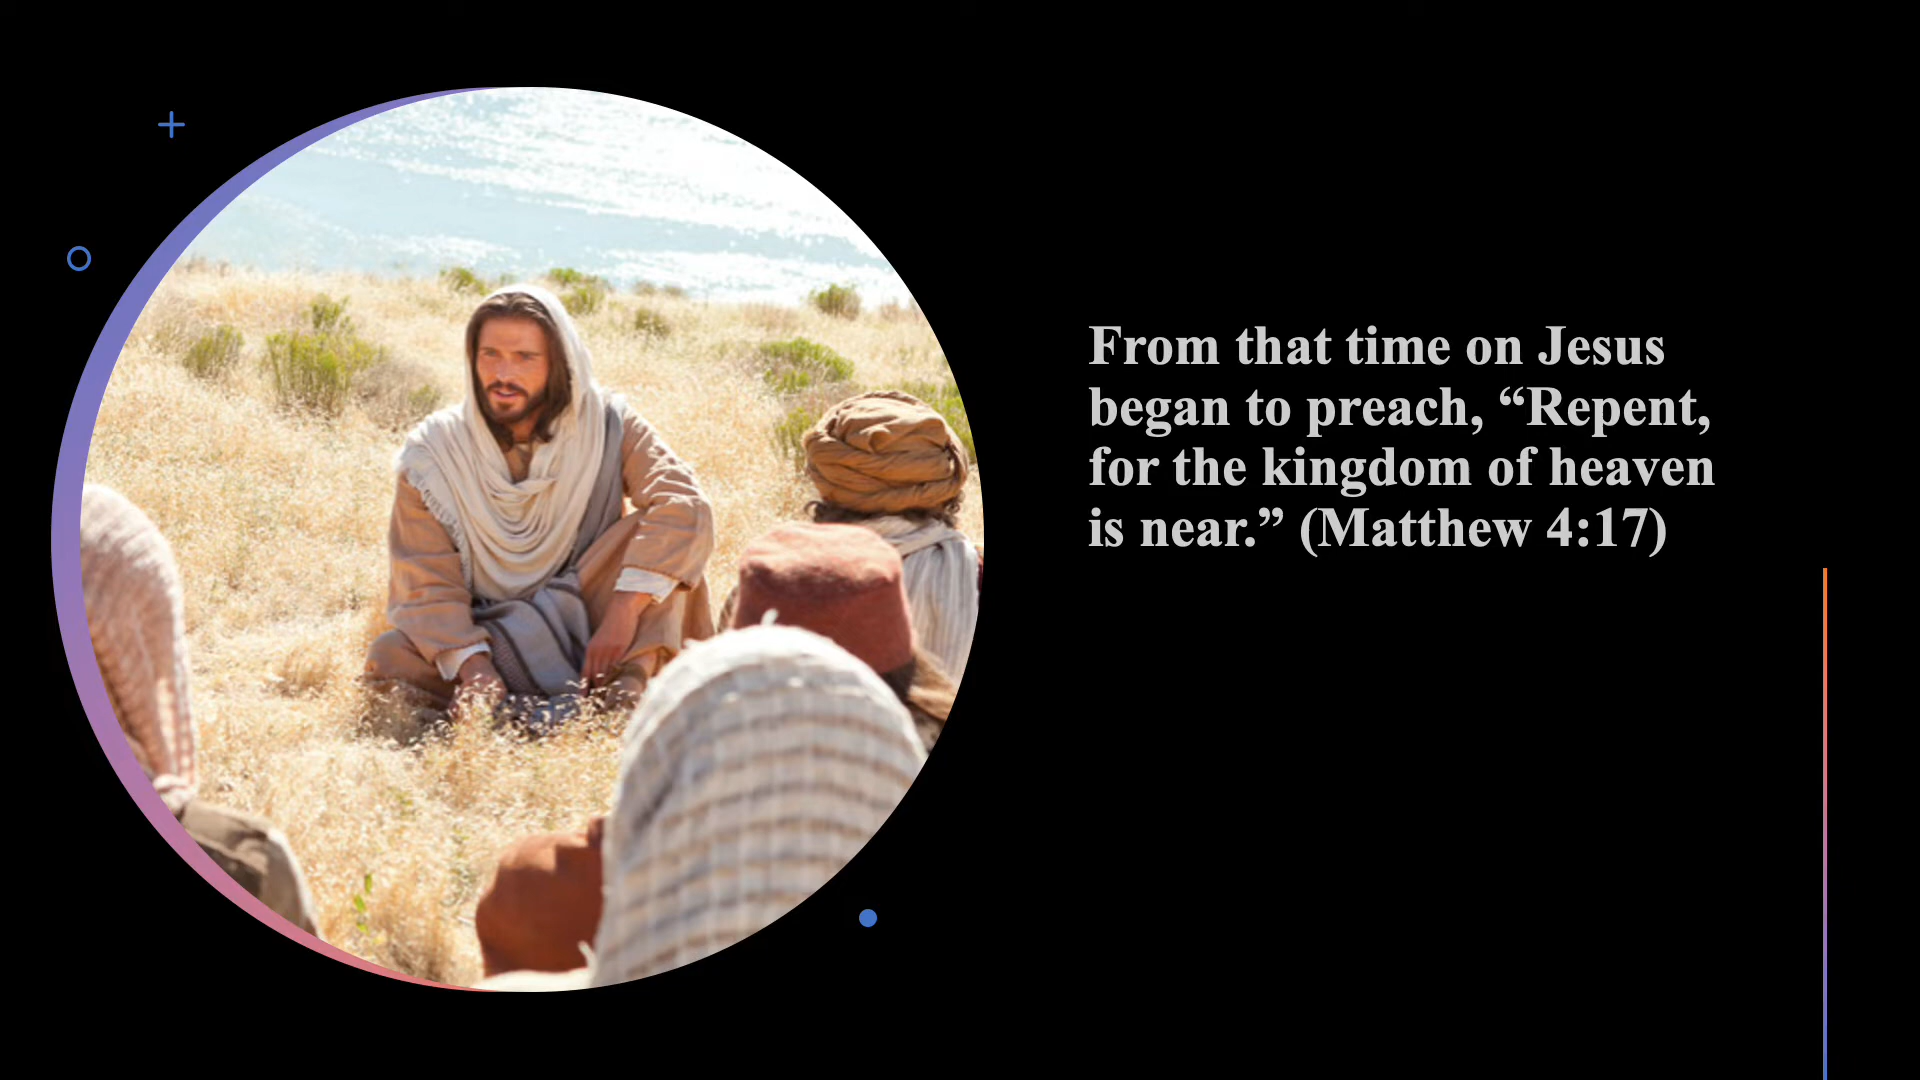 From that time on Jesus
began to preach, “Repent,
for the kingdom of heaven
is near.” (Matthew 4:17)